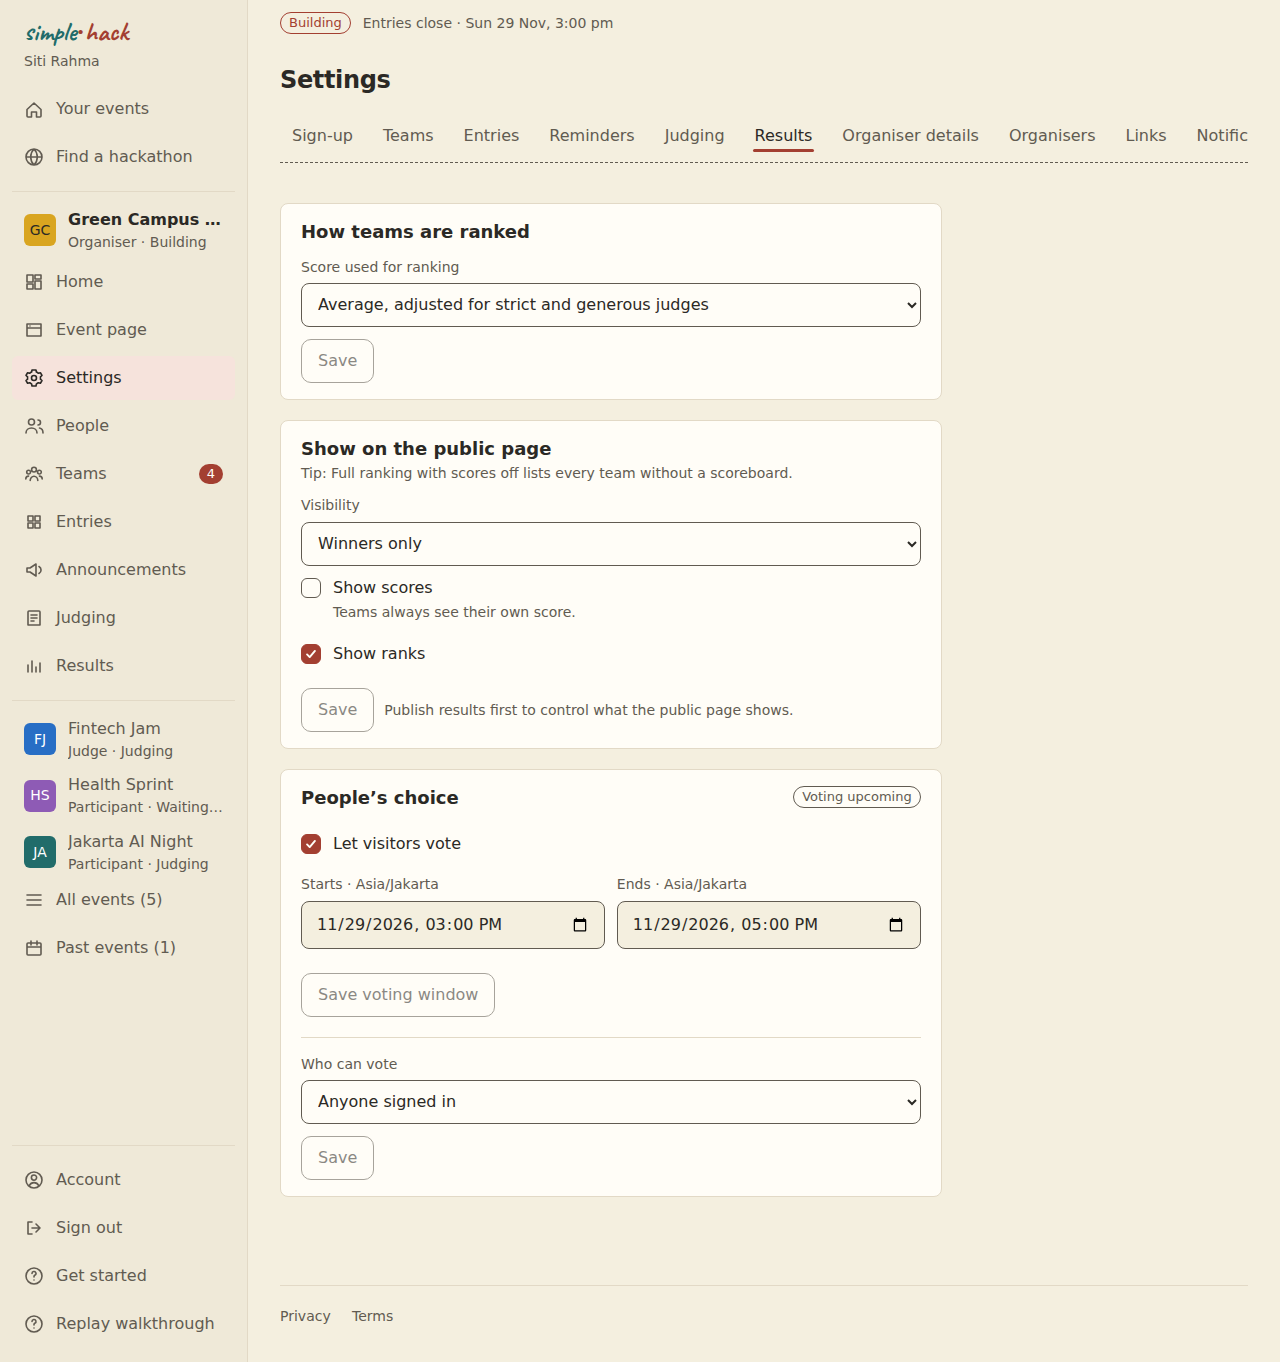 simple·hack
Siti Rahma
Your events
Find a hackathon
GC
Green Campus …
Organiser · Building
Home
Event page
Settings
People
Teams
4
Entries
Announcements
Judging
Results
FJ
Fintech Jam
Judge · Judging
HS
Health Sprint
Participant · Waiting…
JA
Jakarta AI Night
Participant · Judging
All events (5)
Past events (1)
Account
Sign out
Get started
Replay walkthrough
Building
Entries close · Sun 29 Nov, 3:00 pm
Settings
Sign-up
Teams
Entries
Reminders
Judging
Results
Organiser details
Organisers
Links
Notific
How teams are ranked
Score used for ranking
Average, adjusted for strict and generous judges
Save
Show on the public page
Tip: Full ranking with scores off lists every team without a scoreboard.
Visibility
Winners only
Show scores
Teams always see their own score.
Show ranks
Save
Publish results first to control what the public page shows.
People’s choice
Voting upcoming
Let visitors vote
Starts · Asia/Jakarta
Ends · Asia/Jakarta
11/29/2026, 03:00 PM
11/29/2026, 05:00 PM
Save voting window
Who can vote
Anyone signed in
Save
Privacy
Terms